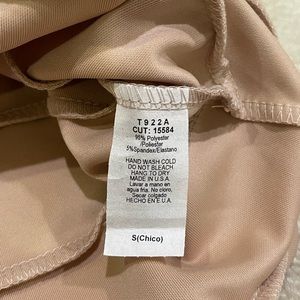 T922A
CUT: 15584
95% Polyester
/Poliester
5%Spandex/Elastano
HAND WASH COLD
DO NOT BLEACH
HANG TO DRY
MADE IN U.S.A.
Lavar a mano en
agua fria. No cloro,
Secar colgado
HECHO EN E.U.A.
S(Chico)